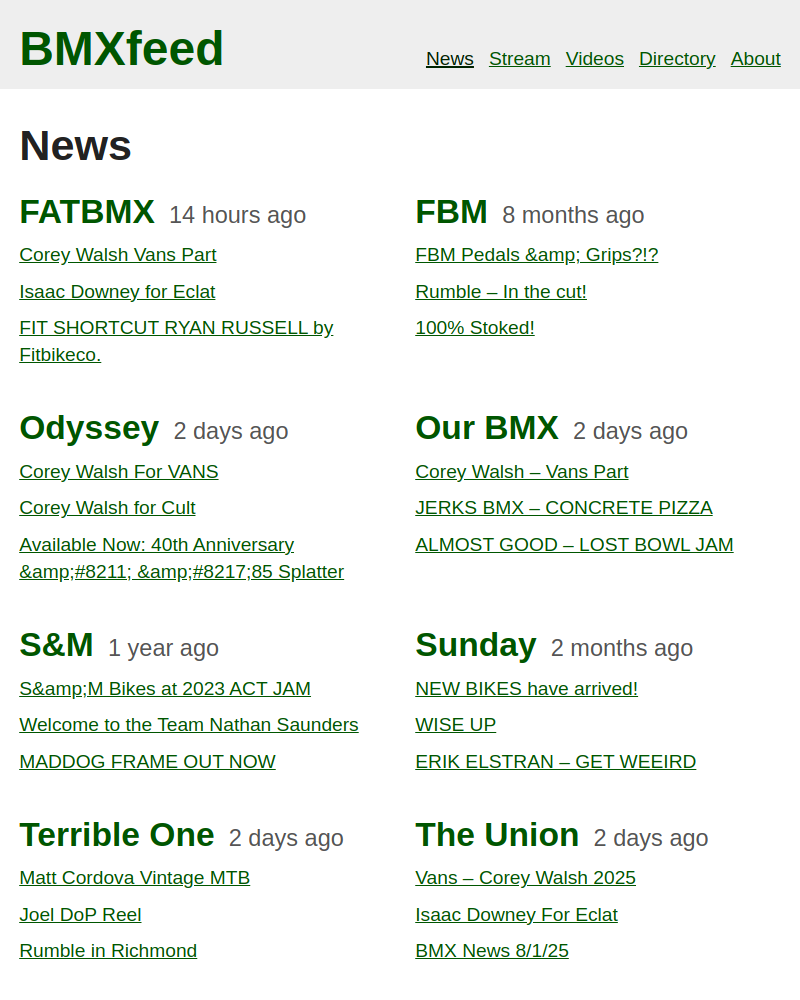 BMXfeed
News Stream Videos Directory About
News
FATBMX 14 hours ago
Corey Walsh Vans Part
Isaac Downey for Eclat
FIT SHORTCUT RYAN RUSSELL by
Fitbikeco.
FBM 8 months ago
FBM Pedals &amp; Grips?!?
Rumble – In the cut!
100% Stoked!
Odyssey 2 days ago
Corey Walsh For VANS
Corey Walsh for Cult
Available Now: 40th Anniversary
&amp;#8211; &amp;#8217;85 Splatter
Our BMX 2 days ago
Corey Walsh – Vans Part
JERKS BMX – CONCRETE PIZZA
ALMOST GOOD – LOST BOWL JAM
S&M 1 year ago
S&amp;M Bikes at 2023 ACT JAM
Welcome to the Team Nathan Saunders
MADDOG FRAME OUT NOW
Sunday 2 months ago
NEW BIKES have arrived!
WISE UP
ERIK ELSTRAN – GET WEEIRD
Terrible One 2 days ago
Matt Cordova Vintage MTB
Joel DoP Reel
Rumble in Richmond
The Union 2 days ago
Vans – Corey Walsh 2025
Isaac Downey For Eclat
BMX News 8/1/25